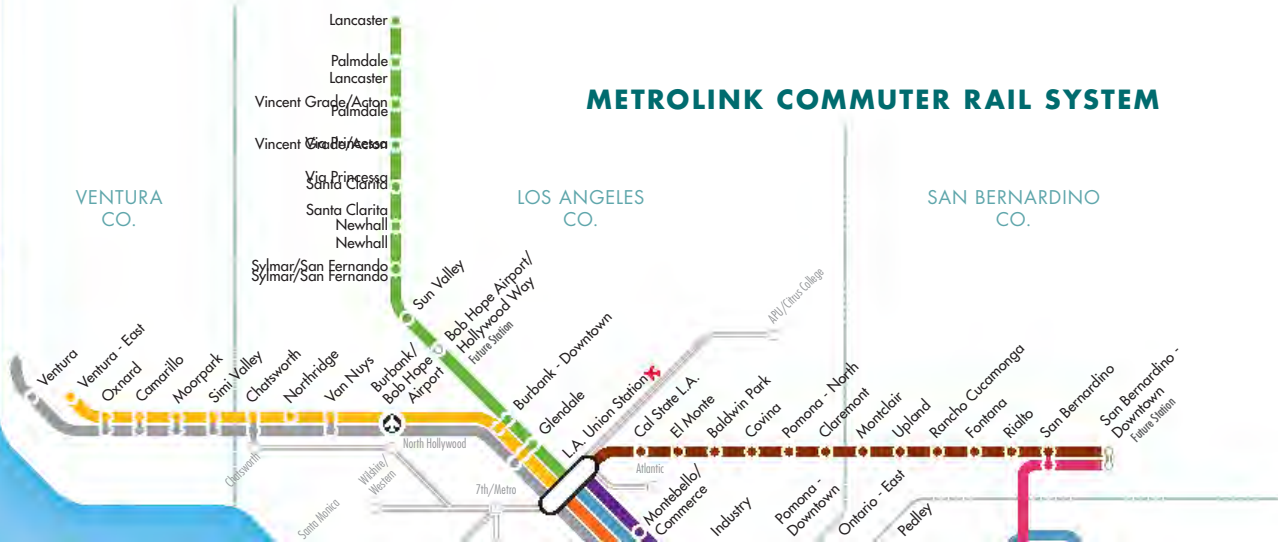 METROLINK COMMUTER RAIL SYSTEM
VENTURA
CO.
LOS ANGELES
CO.
SAN BERNARDINO
CO.
Lancaster
Palmdale
Lancaster
Vincent Grade/Acton
Palmdale
Vincent Grade/Acton
Via Princessa
Via Princessa
Santa Clarita
Santa Clarita
Newhall
Newhall
Sylmar/San Fernando
Sylmar/San Fernando
Sun Valley
Bob Hope Airport/
Hollywood Way
Future Station
Burbank - Downtown
Glendale
L.A. Union Station
Ventura
Ventura - East
Oxnard
Camarillo
Moorpark
Simi Valley
Chatsworth
Northridge
Van Nuys
Burbank/
Bob Hope
Airport
Cal State L.A.
El Monte
Baldwin Park
Covina
Pomona - North
Claremont
Montclair
Upland
Rancho Cucamonga
Fontana
Rialto
San Bernardino
San Bernardino -
Downtown
Future Station
APU/Citrus College
North Hollywood
Chatsworth
Wilshire/
Western
Santa Monica
7th/Metro
Atlantic
Montebello/
Commerce
Industry
Pomona -
Downtown
Ontario - East
Pedley